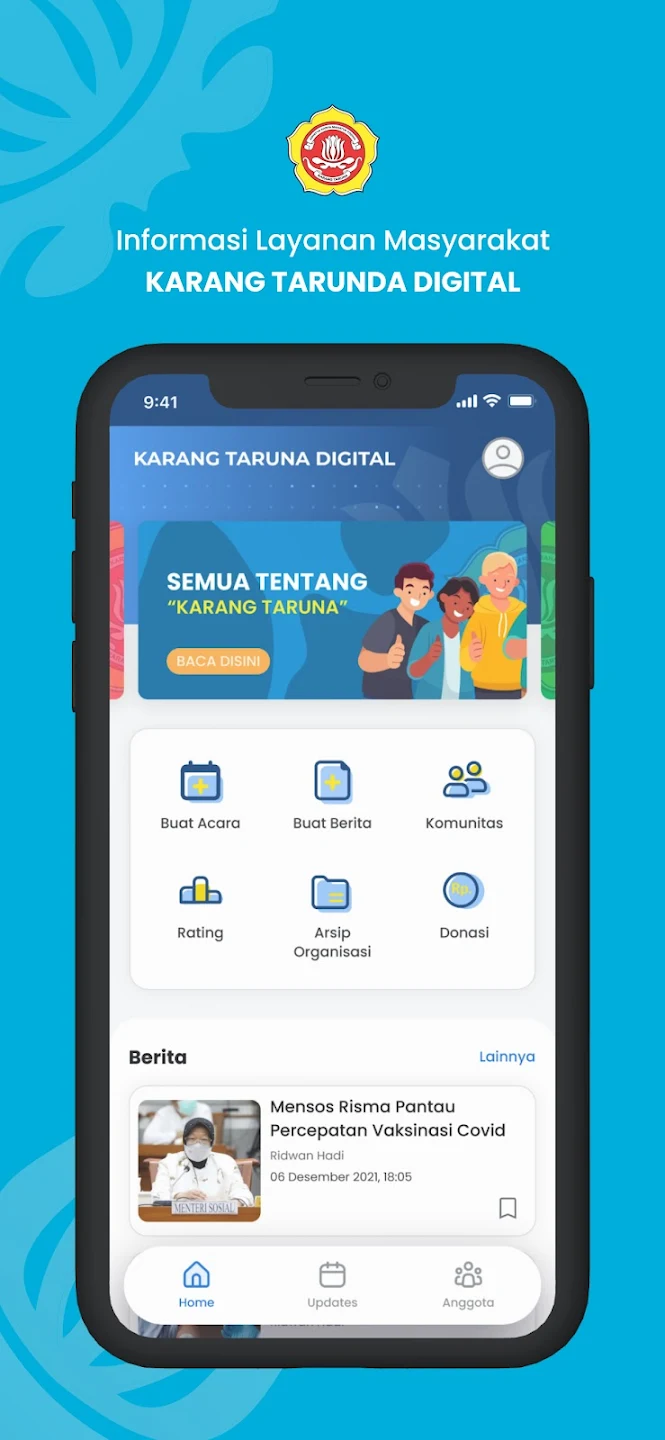 KARANG TARUNA
Informasi Layanan Masyarakat
KARANG TARUNDA DIGITAL
9:41
KARANG TARUNA DIGITAL
SEMUA TENTANG
“KARANG TARUNA”
BACA DISINI
Buat Acara
Buat Berita
Komunitas
Rp.
Rating
Arsip
Organisasi
Donasi
Berita
Lainnya
Mensos Risma Pantau
Percepatan Vaksinasi Covid
Ridwan Hadi
06 Desember 2021, 18:05
MENTERI SOSIAL
Home
Updates
Anggota